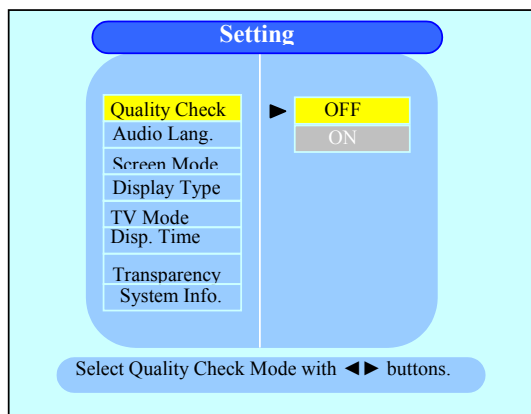 Setting
Quality Check ► OFF
Audio Lang. ON
Screen Mode
Display Type
TV Mode
Disp. Time
Transparency
System Info.
Select Quality Check Mode with ◄► buttons.